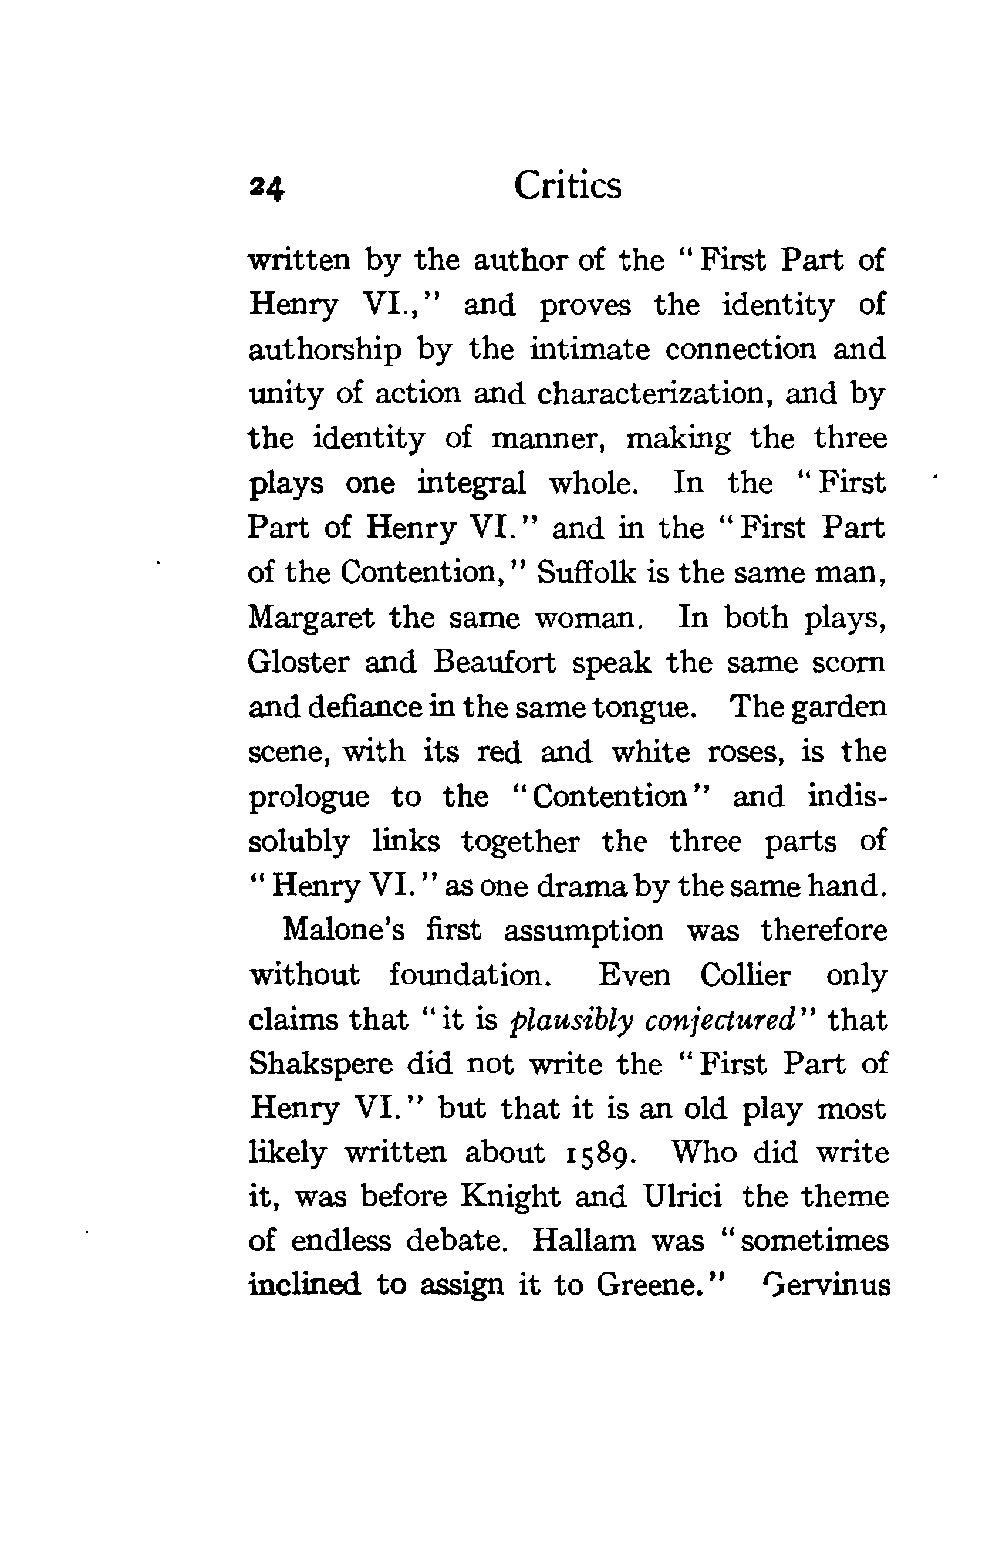 24 Critics
written by the author of the "First Part of
Henry VI.," and proves the identity of
authorship by the intimate connection and
unity of action and characterization, and by
the identity of manner, making the three
plays one integral whole. In the "First
Part of Henry VI." and in the "First Part
of the Contention," Suffolk is the same man,
Margaret the same woman. In both plays,
Gloster and Beaufort speak the same scorn
and defiance in the same tongue. The garden
scene, with its red and white roses, is the
prologue to the "Contention" and indis-
solubly links together the three parts of
"Henry VI." as one drama by the same hand.
Malone's first assumption was therefore
without foundation. Even Collier only
claims that "it is plausibly conjectured" that
Shakspere did not write the "First Part of
Henry VI." but that it is an old play most
likely written about 1589. Who did write
it, was before Knight and Ulrici the theme
of endless debate. Hallam was "sometimes
inclined to assign it to Greene." Gervinus